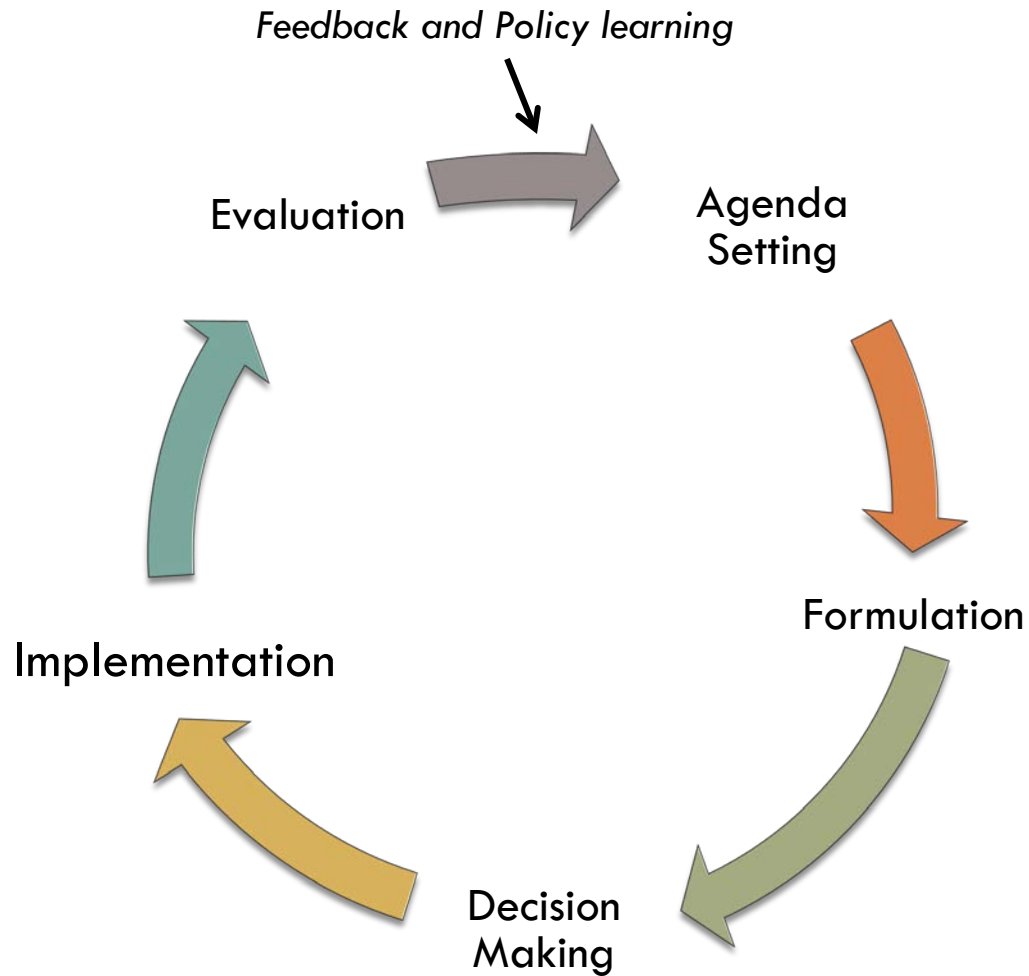 Feedback and Policy learning
Evaluation
Agenda
Setting
Formulation
Implementation
Decision
Making